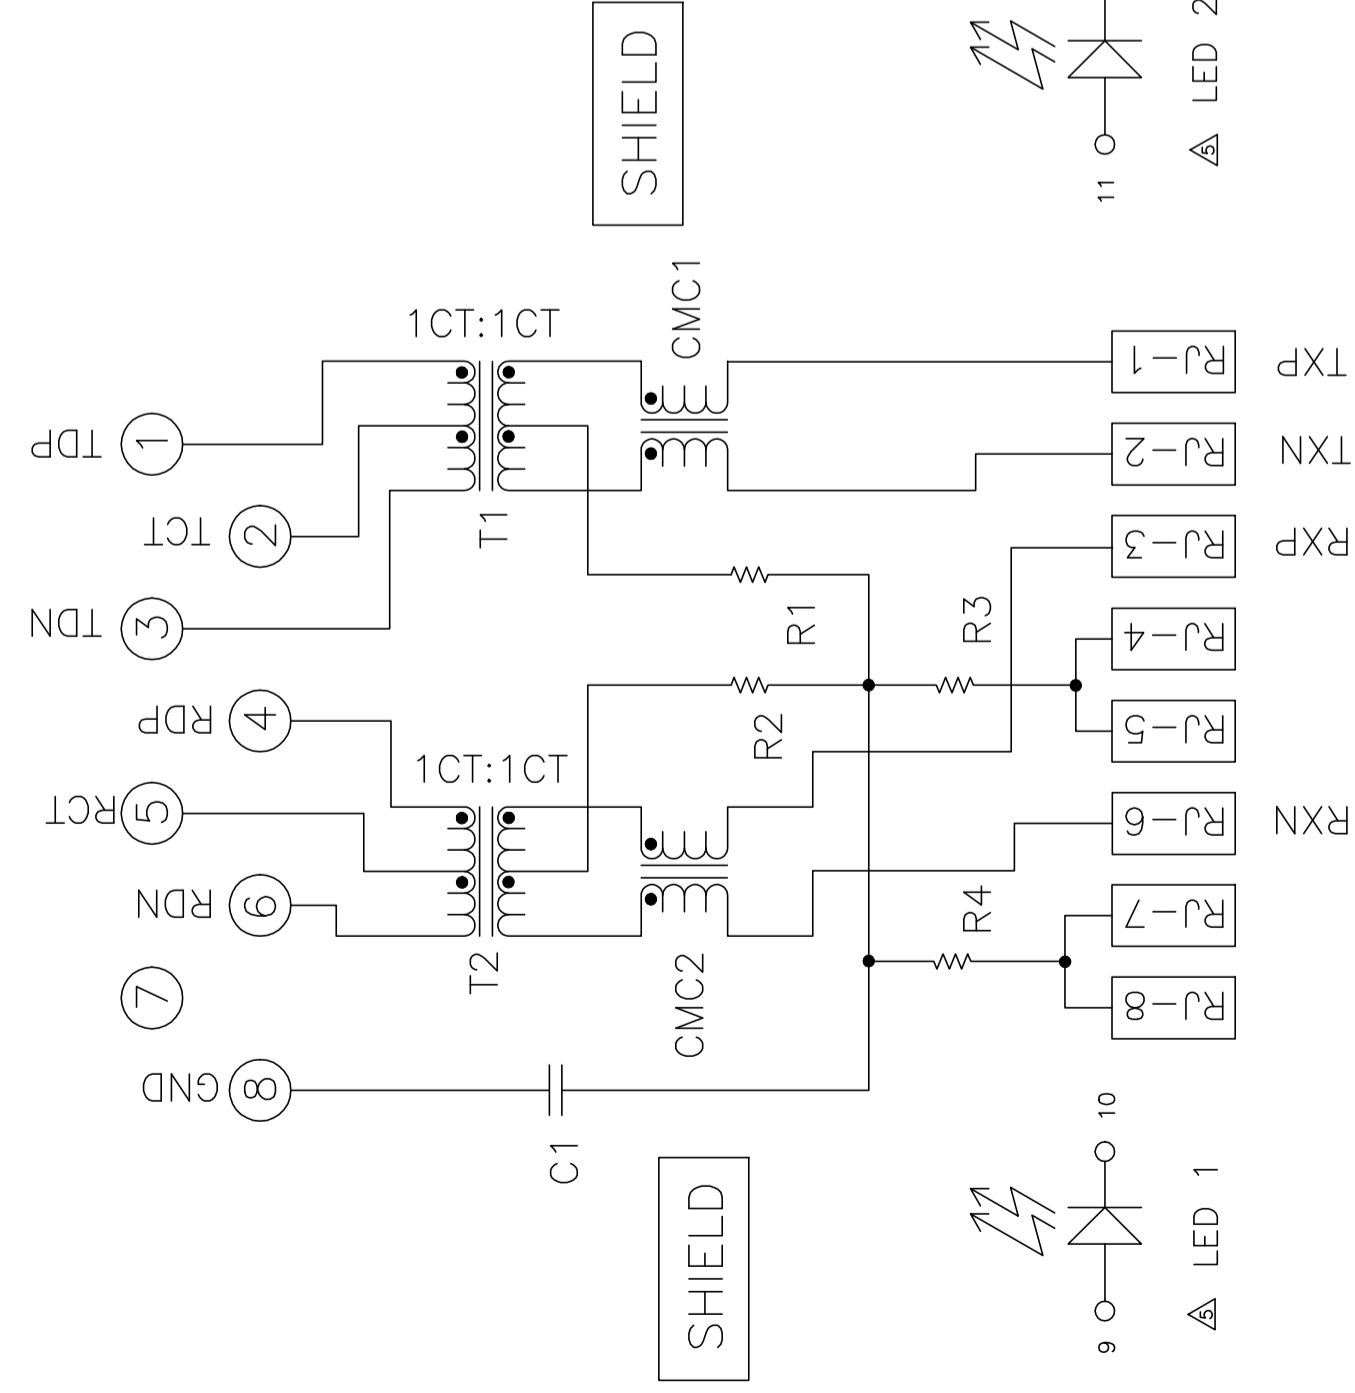 SHIELD
LED 2
5
11
1CT:1CT
CMC1
TDP
1
TCT
2
TDN
3
T1
RDP
4
RCT
5
RDN
6
7
GND
8
1CT:1CT
T2
CMC2
R1
R2
R3
R4
C1
RJ-1
TXP
RJ-2
TXN
RJ-3
RXP
RJ-4
RJ-5
RJ-6
RXN
RJ-7
RJ-8
SHIELD
10
LED 1
5
9